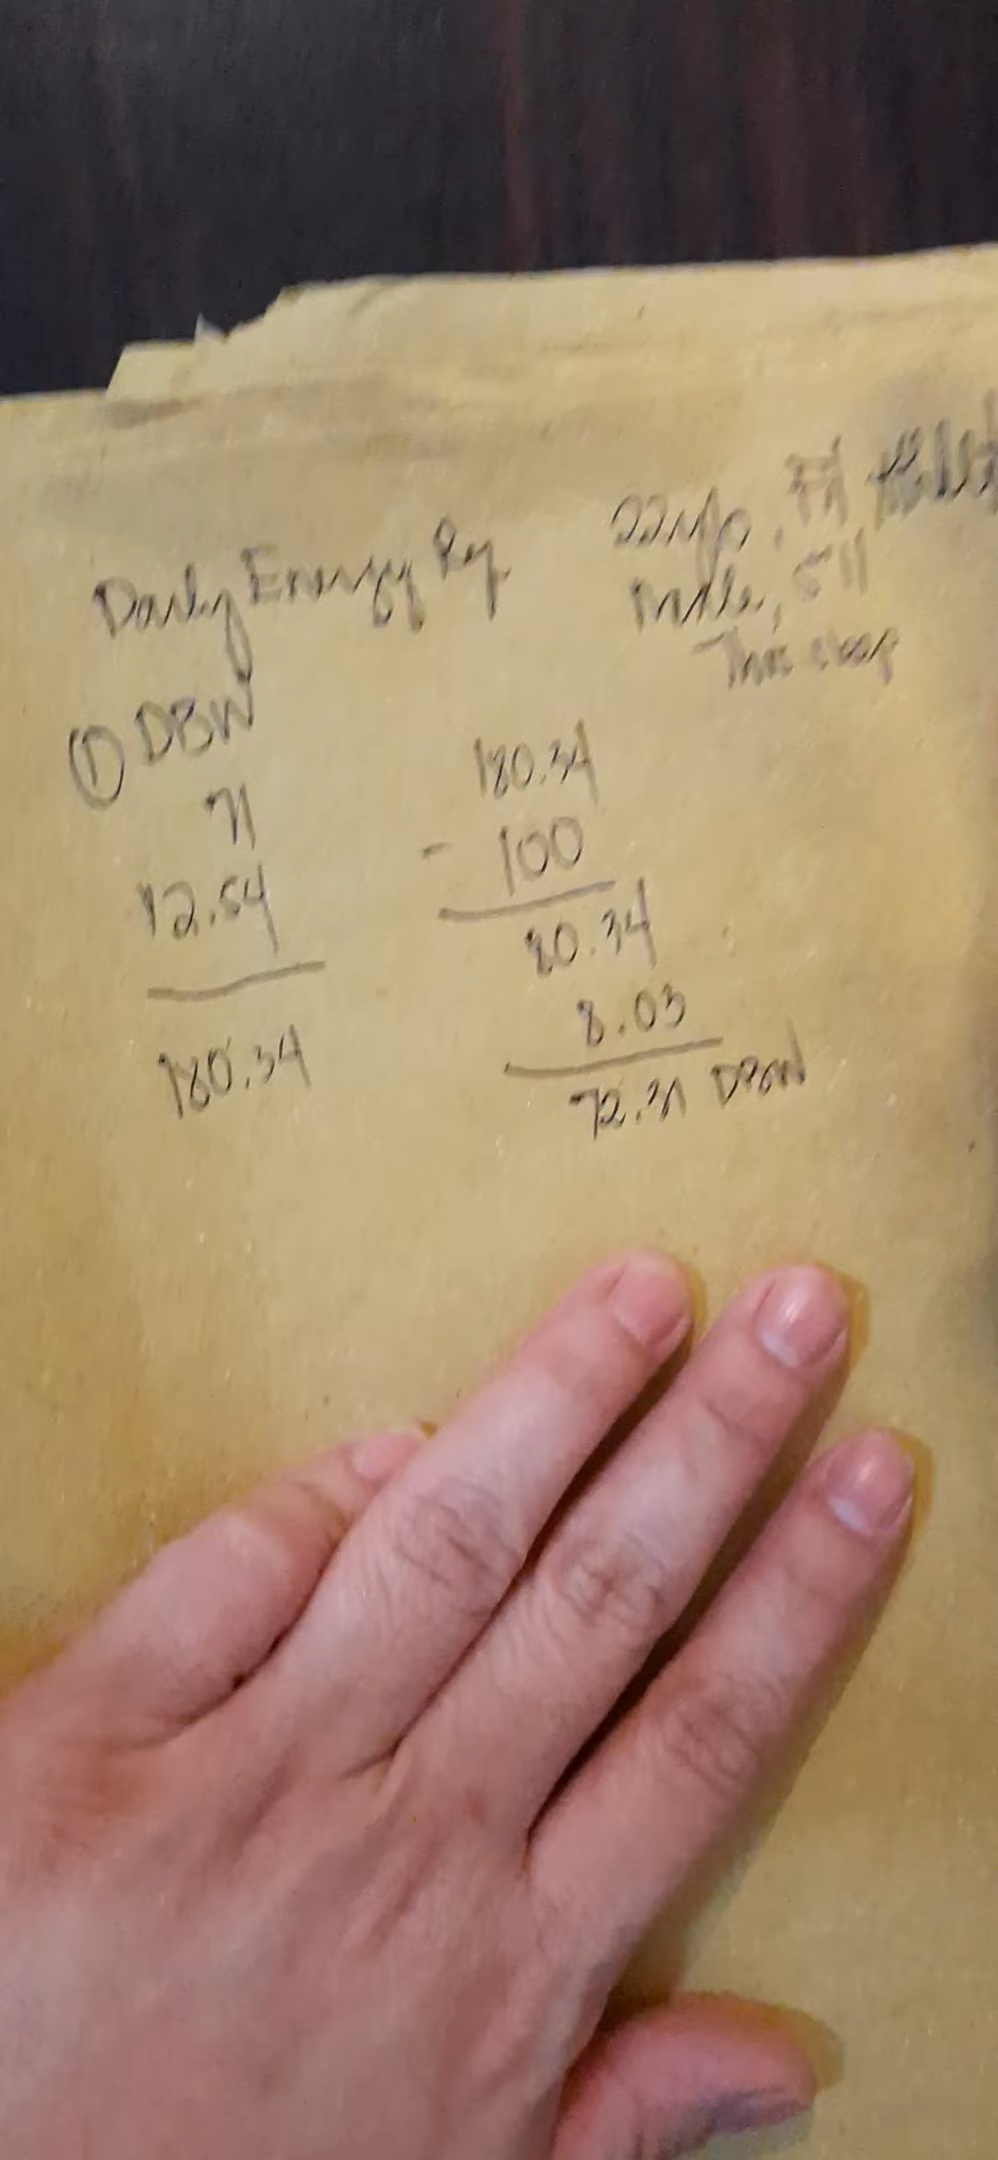 Daily Energy Req.
22 y/o, Ft
Male, 5'11
① DBW
71
12.54
180.34
180.34
- 100
80.34
8.03
72.31 DBW